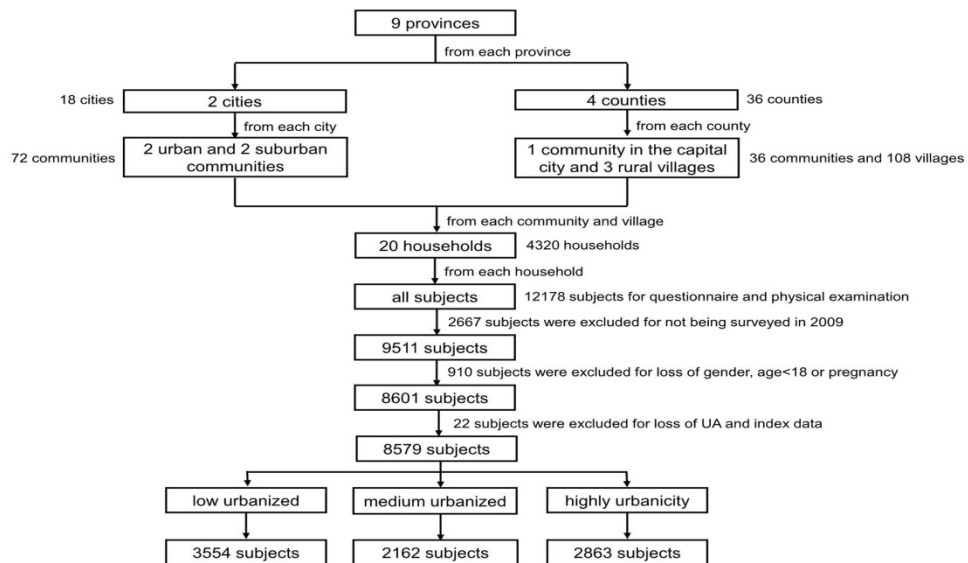 9 provinces
from each province
18 cities
2 cities
4 counties
36 counties
from each city
from each county
72 communities
2 urban and 2 suburban
communities
1 community in the capital
city and 3 rural villages
36 communities and 108 villages
from each community and village
20 households
4320 households
from each household
all subjects
12178 subjects for questionnaire and physical examination
2667 subjects were excluded for not being surveyed in 2009
9511 subjects
910 subjects were excluded for loss of gender, age<18 or pregnancy
8601 subjects
22 subjects were excluded for loss of UA and index data
8579 subjects
low urbanized
medium urbanized
highly urbanicity
3554 subjects
2162 subjects
2863 subjects